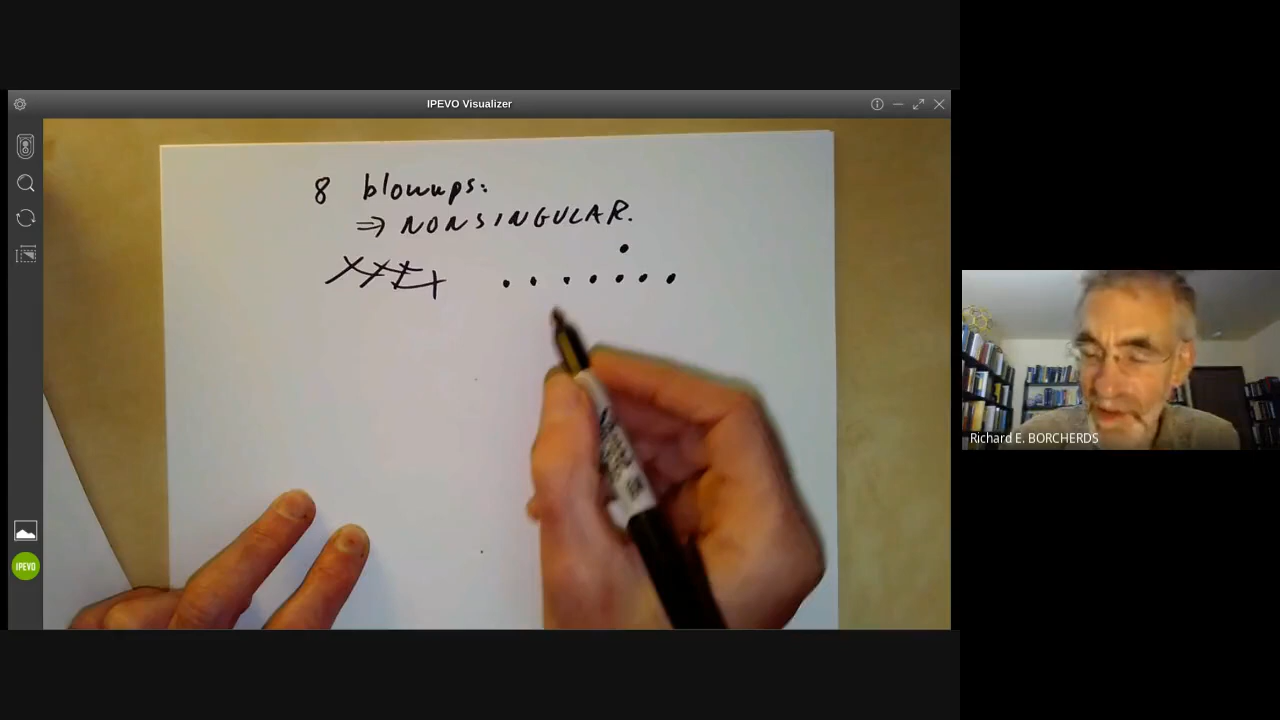 IPEVO Visualizer
8 blowups:
⇒ NONSINGULAR.
IPEVO
Richard E. BORCHERDS